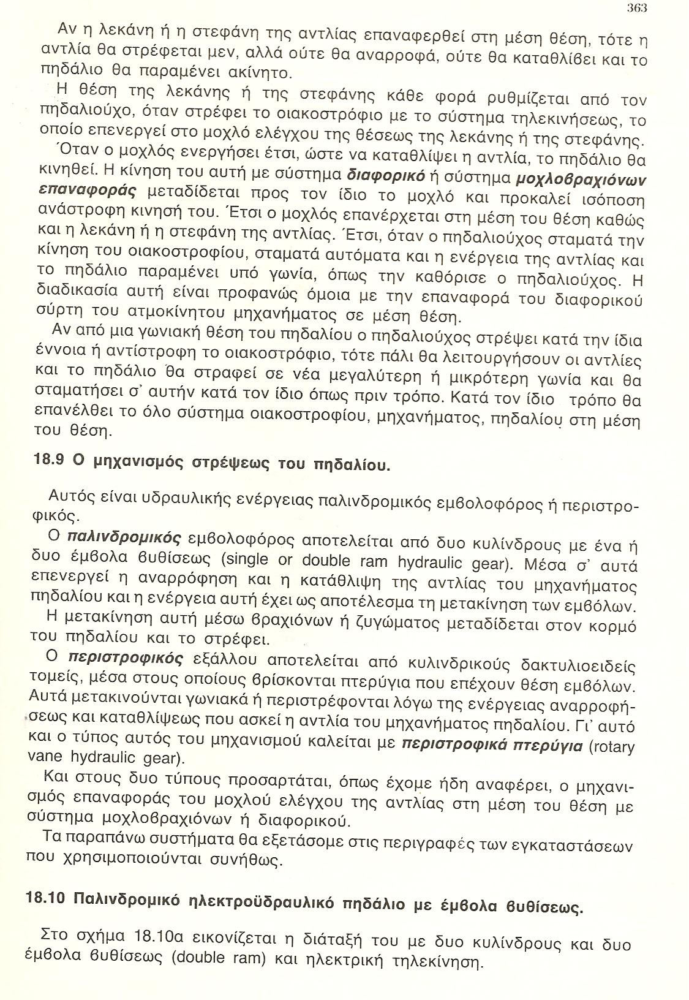 363
Αν η λεκάνη ή η στεφάνη της αντλίας επαναφερθεί στη μέση θέση, τότε η
αντλία θα στρέφεται μεν, αλλά ούτε θα αναρροφά, ούτε θα καταθλίβει και το
πηδάλιο θα παραμένει ακίνητο.
Η θέση της λεκάνης ή της στεφάνης κάθε φορά ρυθμίζεται από τον
πηδαλιούχο, όταν στρέφει το οιακοστρόφιο με το σύστημα τηλεκινήσεως, το
οποίο επενεργεί στο μοχλό ελέγχου της θέσεως της λεκάνης ή της στεφάνης.
Όταν ο μοχλός ενεργήσει έτσι, ώστε να καταθλίψει η αντλία, το πηδάλιο θα
κινηθεί. Η κίνηση του αυτή με σύστημα διαφορικό ή σύστημα μοχλοβραχιόνων
επαναφοράς μεταδίδεται προς τον ίδιο το μοχλό και προκαλεί ισόποση
ανάστροφη κινησή του. Έτσι ο μοχλός επανέρχεται στη μέση του θέση καθώς
και η λεκάνη ή η στεφάνη της αντλίας. Έτσι, όταν ο πηδαλιούχος σταματά την
κίνηση του οιακοστροφίου, σταματά αυτόματα και η ενέργεια της αντλίας και
το πηδάλιο παραμένει υπό γωνία, όπως την καθόρισε ο πηδαλιούχος. Η
διαδικασία αυτή είναι προφανώς όμοια με την επαναφορά του διαφορικού
σύρτη του ατμοκίνητου μηχανήματος σε μέση θέση.
Αν από μια γωνιακή θέση του πηδαλίου ο πηδαλιούχος στρέψει κατά την ίδια
έννοια ή αντίστροφη το οιακοστρόφιο, τότε πάλι θα λειτουργήσουν οι αντλίες
και το πηδάλιο θα στραφεί σε νέα μεγαλύτερη ή μικρότερη γωνία και θα
σταματήσει σ' αυτήν κατά τον ίδιο όπως πριν τρόπο. Κατά τον ίδιο τρόπο θα
επανέλθει το όλο σύστημα οιακοστροφίου, μηχανήματος, πηδαλίου στη μέση
του θέση.
18.9 Ο μηχανισμός στρέψεως του πηδαλίου.
Αυτός είναι υδραυλικής ενέργειας παλινδρομικός εμβολοφόρος ή περιστρο-
φικός.
Ο παλινδρομικός εμβολοφόρος αποτελείται από δυο κυλίνδρους με ένα ή
δυο έμβολα βυθίσεως (single or double ram hydraulic gear). Μέσα σ' αυτά
επενεργεί η αναρρόφηση και η κατάθλιψη της αντλίας του μηχανήματος
πηδαλίου και η ενέργεια αυτή έχει ως αποτέλεσμα τη μετακίνηση των εμβόλων.
Η μετακίνηση αυτή μέσω βραχιόνων ή ζυγώματος μεταδίδεται στον κορμό
του πηδαλίου και το στρέφει.
Ο περιστροφικός εξάλλου αποτελείται από κυλινδρικούς δακτυλιοειδείς
τομείς, μέσα στους οποίους βρίσκονται πτερύγια που επέχουν θέση εμβόλων.
Αυτά μετακινούνται γωνιακά ή περιστρέφονται λόγω της ενέργειας αναρροφή-
σεως και καταθλίψεως που ασκεί η αντλία του μηχανήματος πηδαλίου. Γι' αυτό
και ο τύπος αυτός του μηχανισμού καλείται με περιστροφικά πτερύγια (rotary
vane hydraulic gear).
Και στους δυο τύπους προσαρτάται, όπως έχομε ήδη αναφέρει, ο μηχανι-
σμός επαναφοράς του μοχλού ελέγχου της αντλίας στη μέση του θέση με
σύστημα μοχλοβραχιόνων ή διαφορικού.
Τα παραπάνω συστήματα θα εξετάσομε στις περιγραφές των εγκαταστάσεων
που χρησιμοποιούνται συνήθως.
18.10 Παλινδρομικό ηλεκτροϋδραυλικό πηδάλιο με έμβολα βυθίσεως.
Στο σχήμα 18.10α εικονίζεται η διάταξή του με δυο κυλίνδρους και δυο
έμβολα βυθίσεως (double ram) και ηλεκτρική τηλεκίνηση.